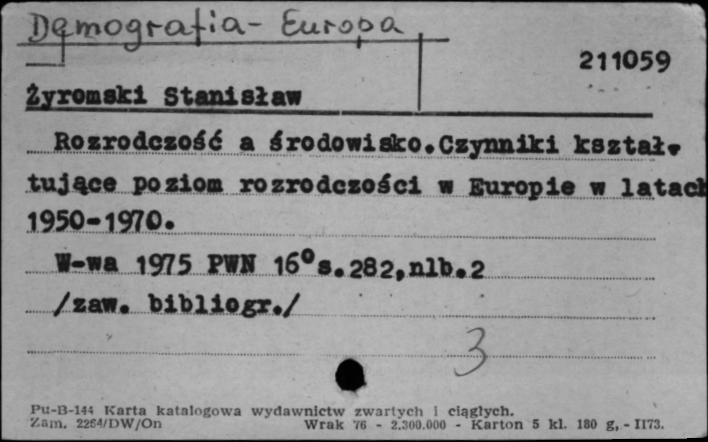 Demografia - Europa
211059
Żyromski Stanisław
Rozrodczość a środowisko.Czynniki kształ-
tujące poziom rozrodczości w Europie w latach
1950-1970.
W-wa 1975 PWN 16° s.282,nlb.2
/zaw. bibliogr./
3
Pu-B-144 Karta katalogowa wydawnictw zwartych i ciągłych.
Zam. 2264/DW/On Wrak 76 - 2.300.000 - Karton 5 kl. 180 g, - II73.